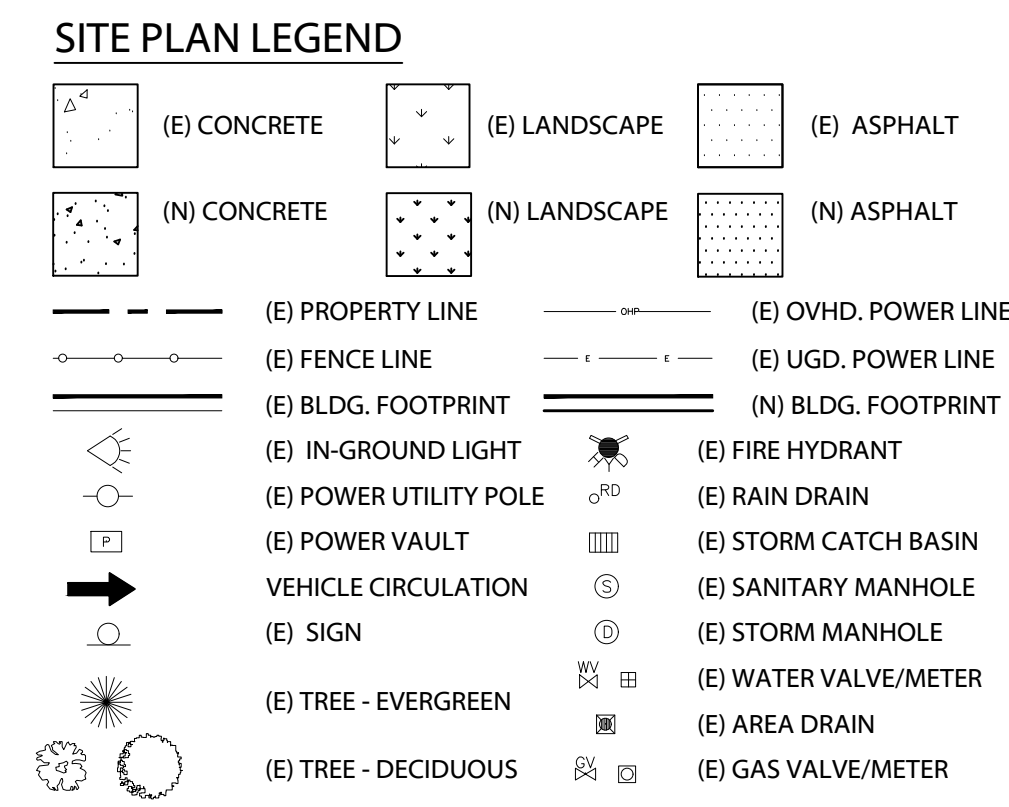 SITE PLAN LEGEND
(E) CONCRETE
(E) LANDSCAPE
(E) ASPHALT
(N) CONCRETE
(N) LANDSCAPE
(N) ASPHALT
(E) PROPERTY LINE
OHP
(E) OVHD. POWER LINE
(E) FENCE LINE
E E
(E) UGD. POWER LINE
(E) BLDG. FOOTPRINT
(N) BLDG. FOOTPRINT
(E) IN-GROUND LIGHT
(E) FIRE HYDRANT
(E) POWER UTILITY POLE
RD
(E) RAIN DRAIN
P
(E) POWER VAULT
(E) STORM CATCH BASIN
VEHICLE CIRCULATION
S
(E) SANITARY MANHOLE
(E) SIGN
D
(E) STORM MANHOLE
WV
(E) WATER VALVE/METER
(E) TREE - EVERGREEN
(E) AREA DRAIN
(E) TREE - DECIDUOUS
GV
(E) GAS VALVE/METER